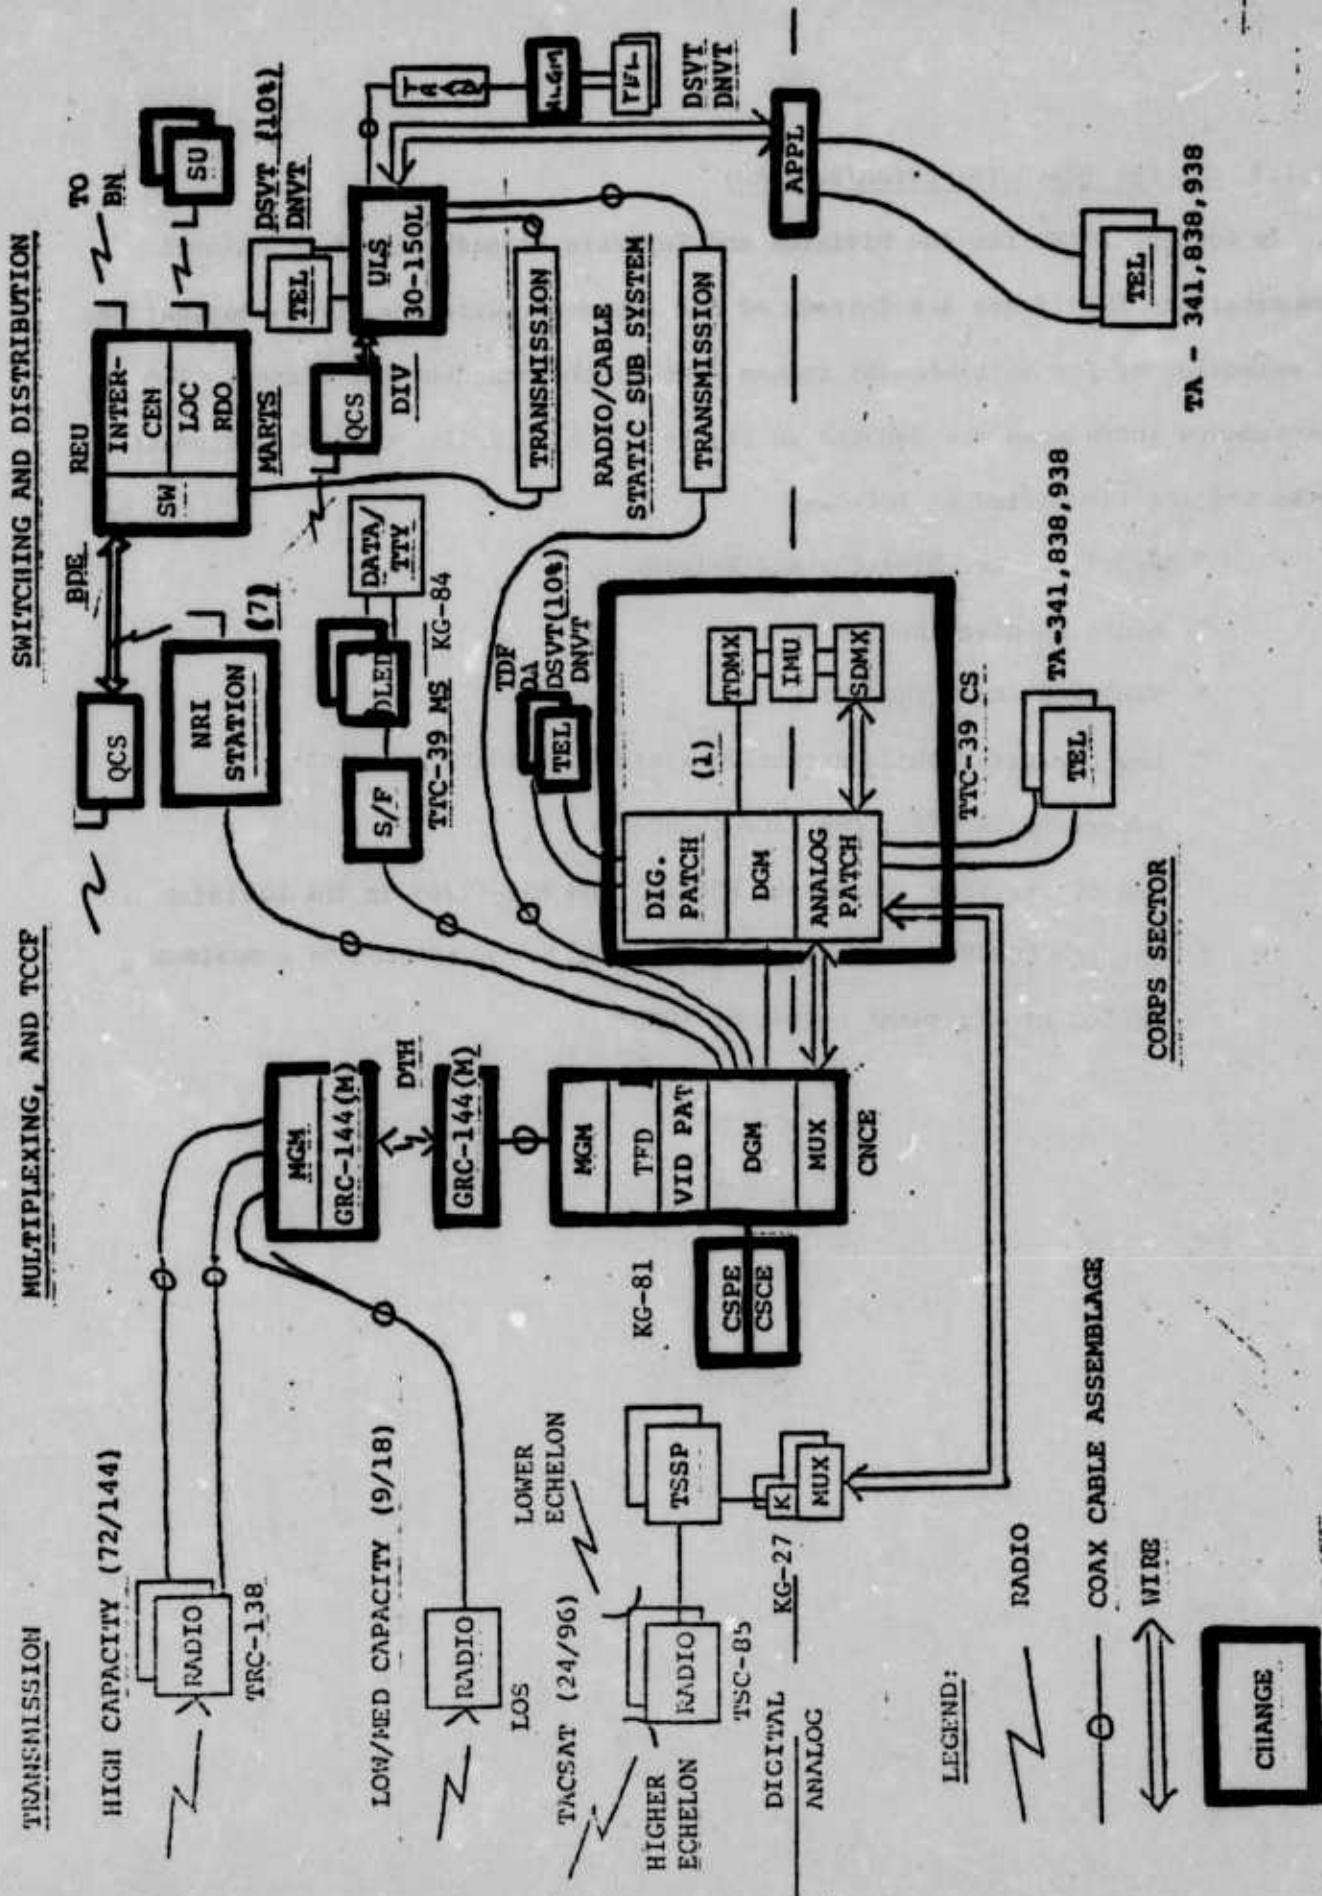 TRANSMISSION
MULTIPLEXING, AND TCCF
SWITCHING AND DISTRIBUTION
HIGH CAPACITY (72/144)
RADIO
TRC-138
LOW/MED CAPACITY (9/18)
RADIO
LOS
TACSAT (24/96)
LOWER
ECHELON
HIGHER
ECHELON
RADIO
TSC-85
TSSP
K
MUX
KG-27
DIGITAL
ANALOG
MGM
GRC-144(M)
DTH
GRC-144(M)
KG-81
CSPE
CSCE
MGM
TFD
VID PAT
DGM
MUX
CNCE
QCS
BDE
REU
SW
INTER-
CEN
LOC
RDO
MARTS
TO
BN
SU
NRI
STATION
(7)
S/F
TTC-39 MS
DLED
KG-84
DATA/
TTY
QCS
DIV
TEL
DSVT (10%)
DNVT
ULS
30-150L
TEL
DSVT
DNVT
TRANSMISSION
RADIO/CABLE
STATIC SUB SYSTEM
TRANSMISSION
TDF
DA
TEL
DSVT(10%)
DNVT
DIG.
PATCH
DGM
ANALOG
PATCH
(1)
TDMX
IMU
SDMX
TTC-39 CS
APPL
TEL
TA - 341,838,938
TEL
TA-341,838,938
CORPS SECTOR
LEGEND:
RADIO
COAX CABLE ASSEMBLAGE
WIRE
CHANGE